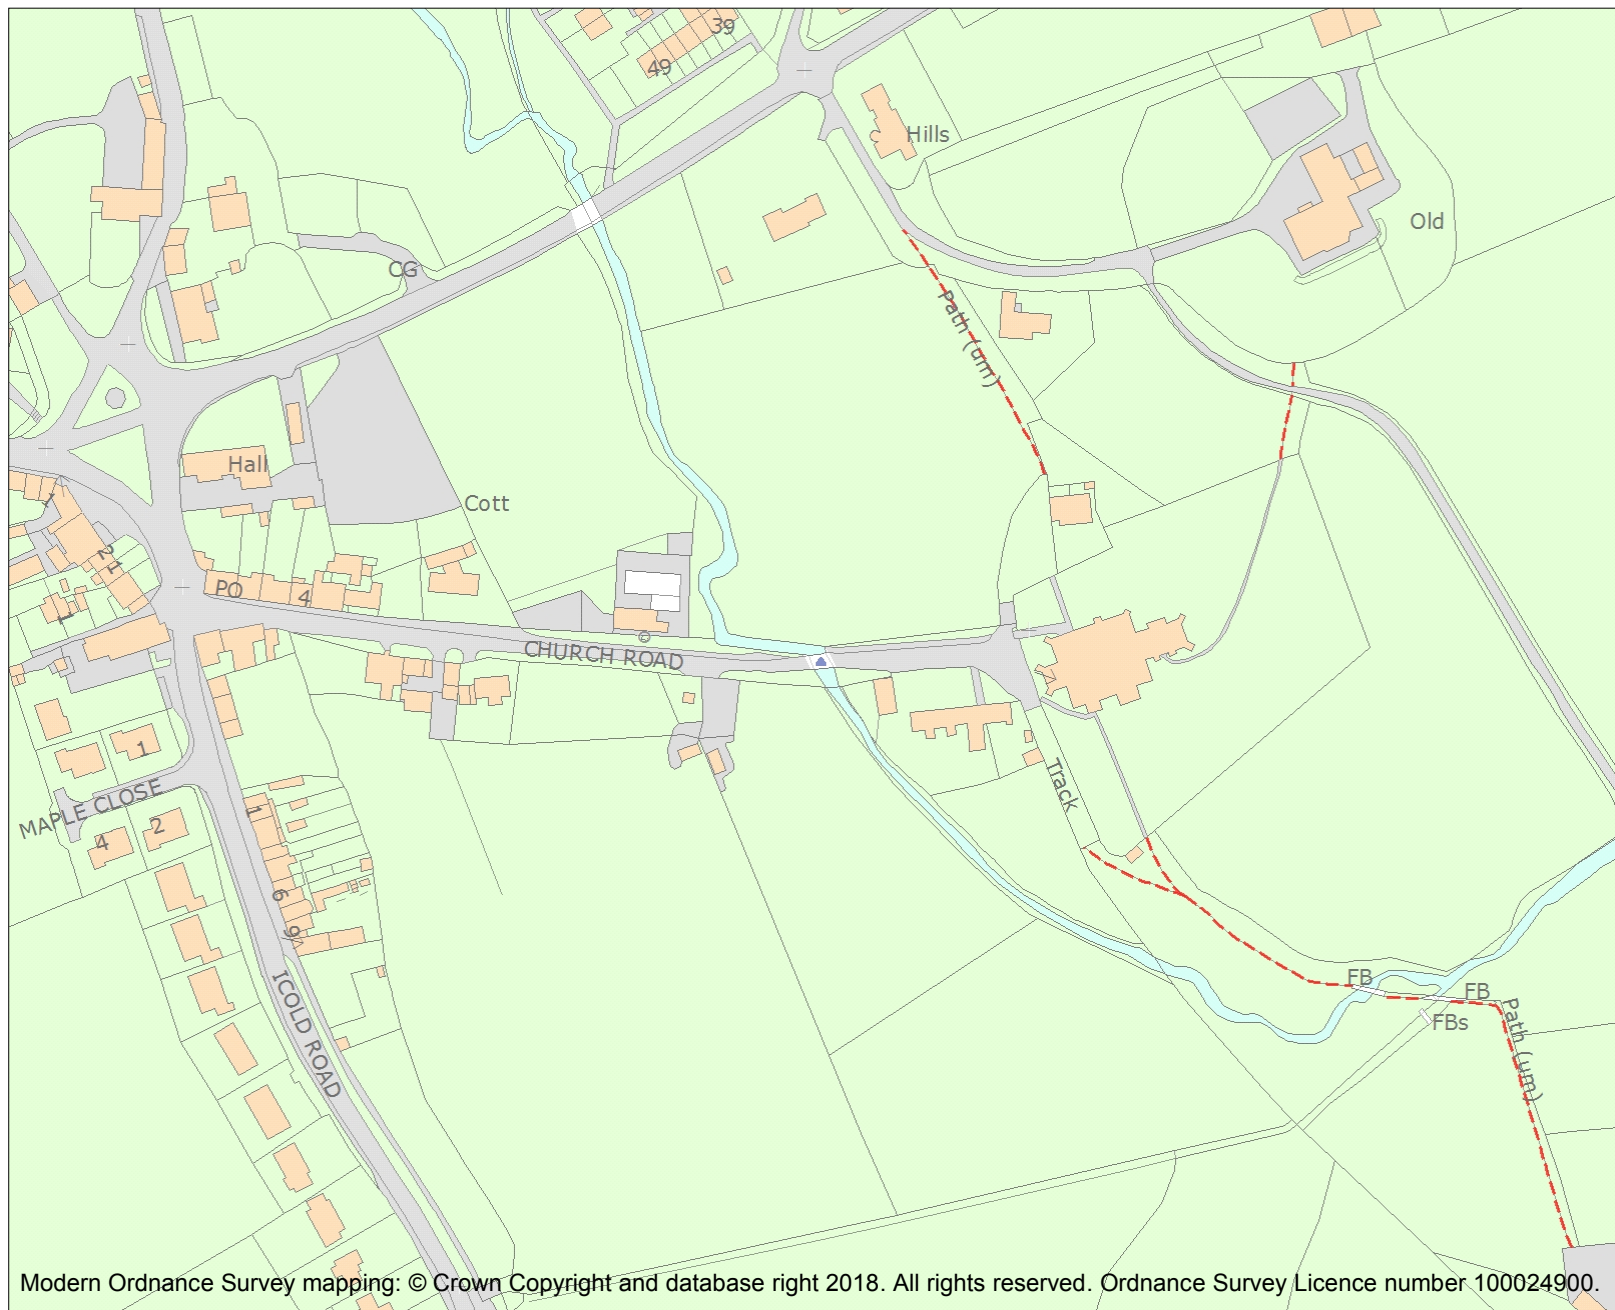 39
49
Hills
Old
CG
Path (um)
Hall
Cott
1
21
PO
4
1
CHURCH ROAD
1
MAPLE CLOSE
2
4
1
6
9
Track
ICOLD ROAD
FB
FB
FBs
Path (um)
Modern Ordnance Survey mapping: © Crown Copyright and database right 2018. All rights reserved. Ordnance Survey Licence number 100024900.